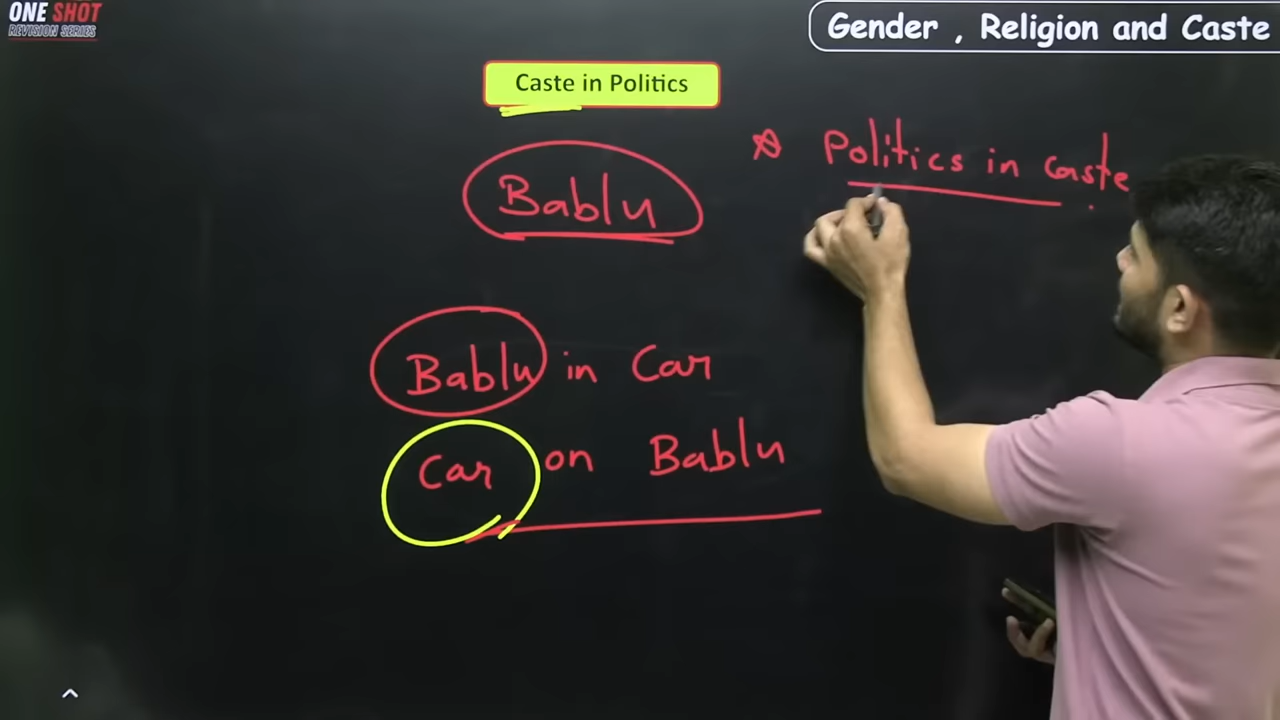 ONE SHOT
REVISION SERIES
Gender , Religion and Caste
Caste in Politics
Politics in Caste
Bablu
Bablu in Car
Car on Bablu